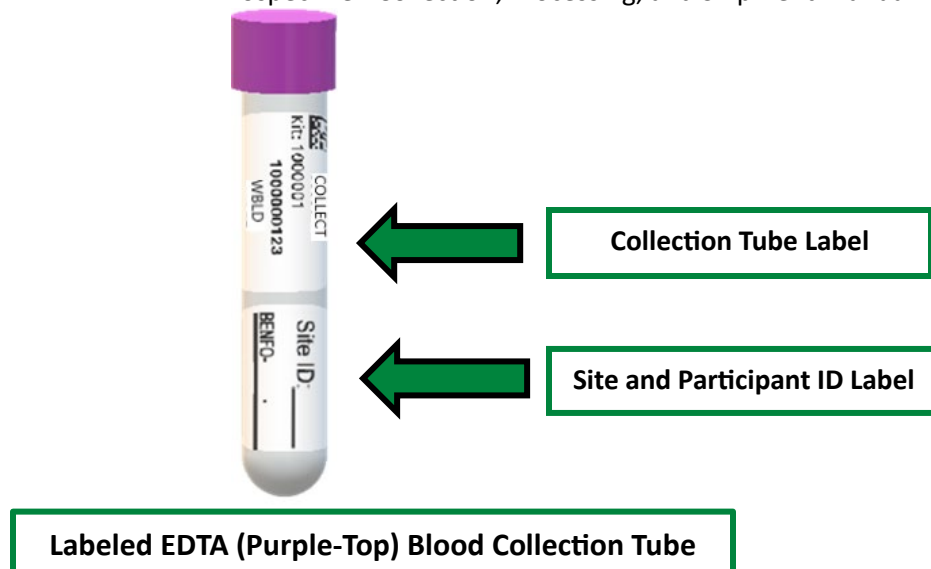 COLLECT
Kit: 1000001
1000000123
WBLD
Collection Tube Label
Site ID:
BENFO-
Site and Participant ID Label
Labeled EDTA (Purple-Top) Blood Collection Tube